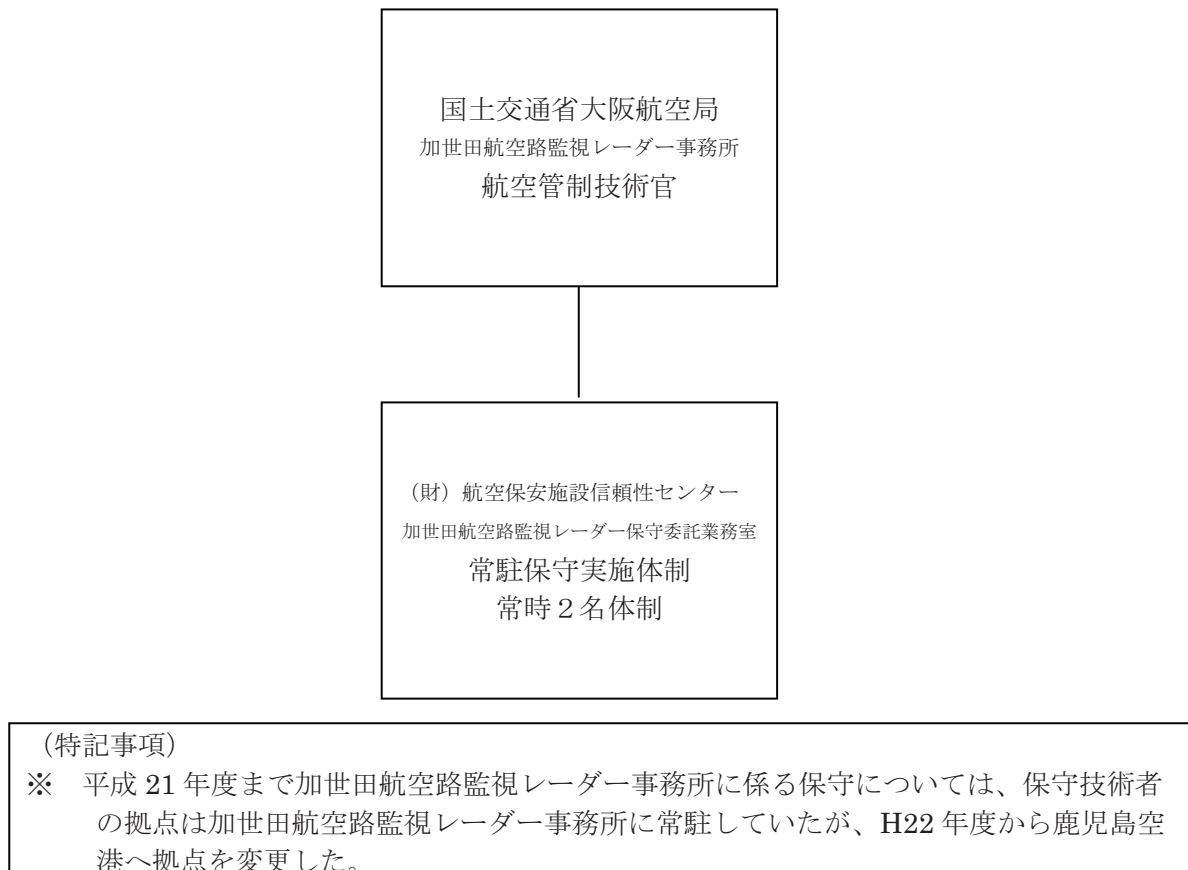 国土交通省大阪航空局
加世田航空路監視レーダー事務所
航空管制技術官
（財）航空保安施設信頼性センター
加世田航空路監視レーダー保守委託業務室
常駐保守実施体制
常時２名体制
（特記事項）
※　平成 21 年度まで加世田航空路監視レーダー事務所に係る保守については、保守技術者
の拠点は加世田航空路監視レーダー事務所に常駐していたが、H22 年度から鹿児島空
港へ拠点を変更した。